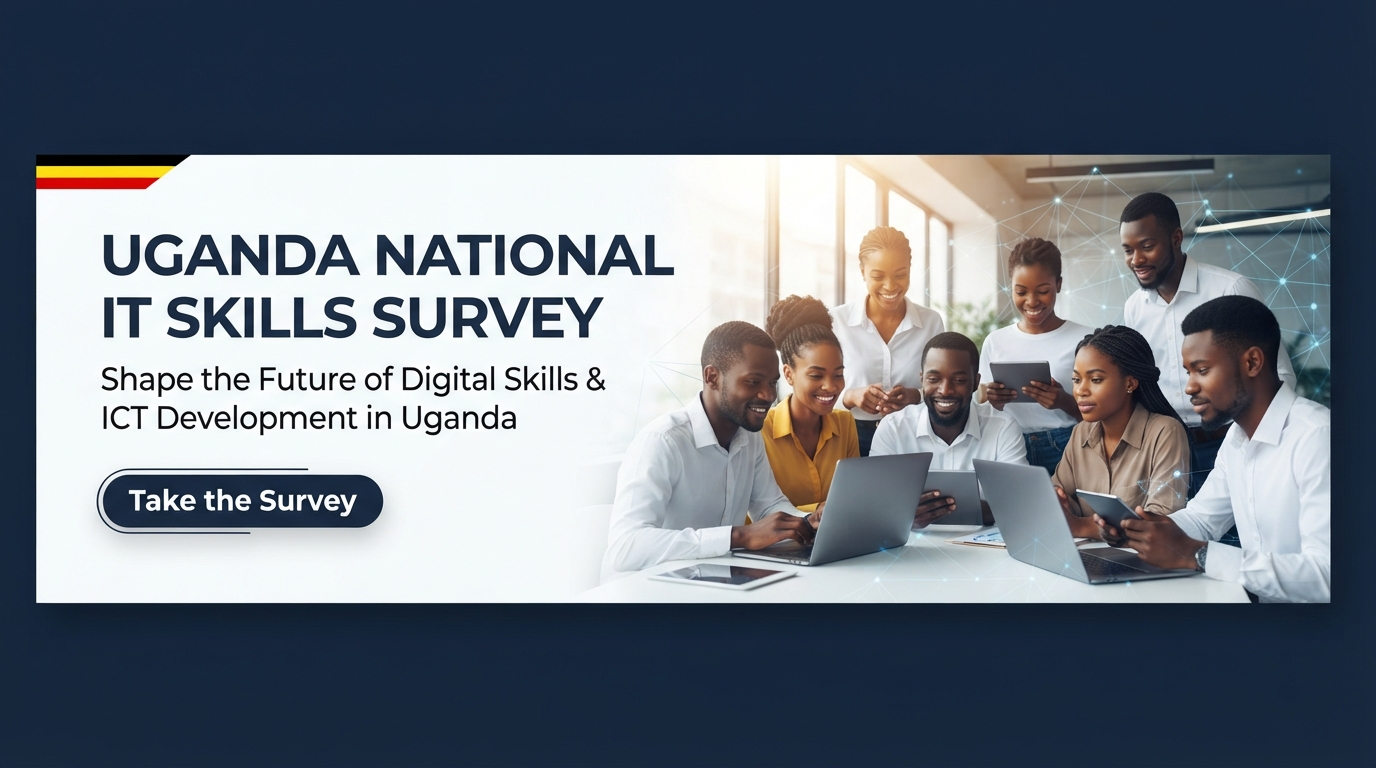 UGANDA NATIONAL
IT SKILLS SURVEY
Shape the Future of Digital Skills &
ICT Development in Uganda
Take the Survey